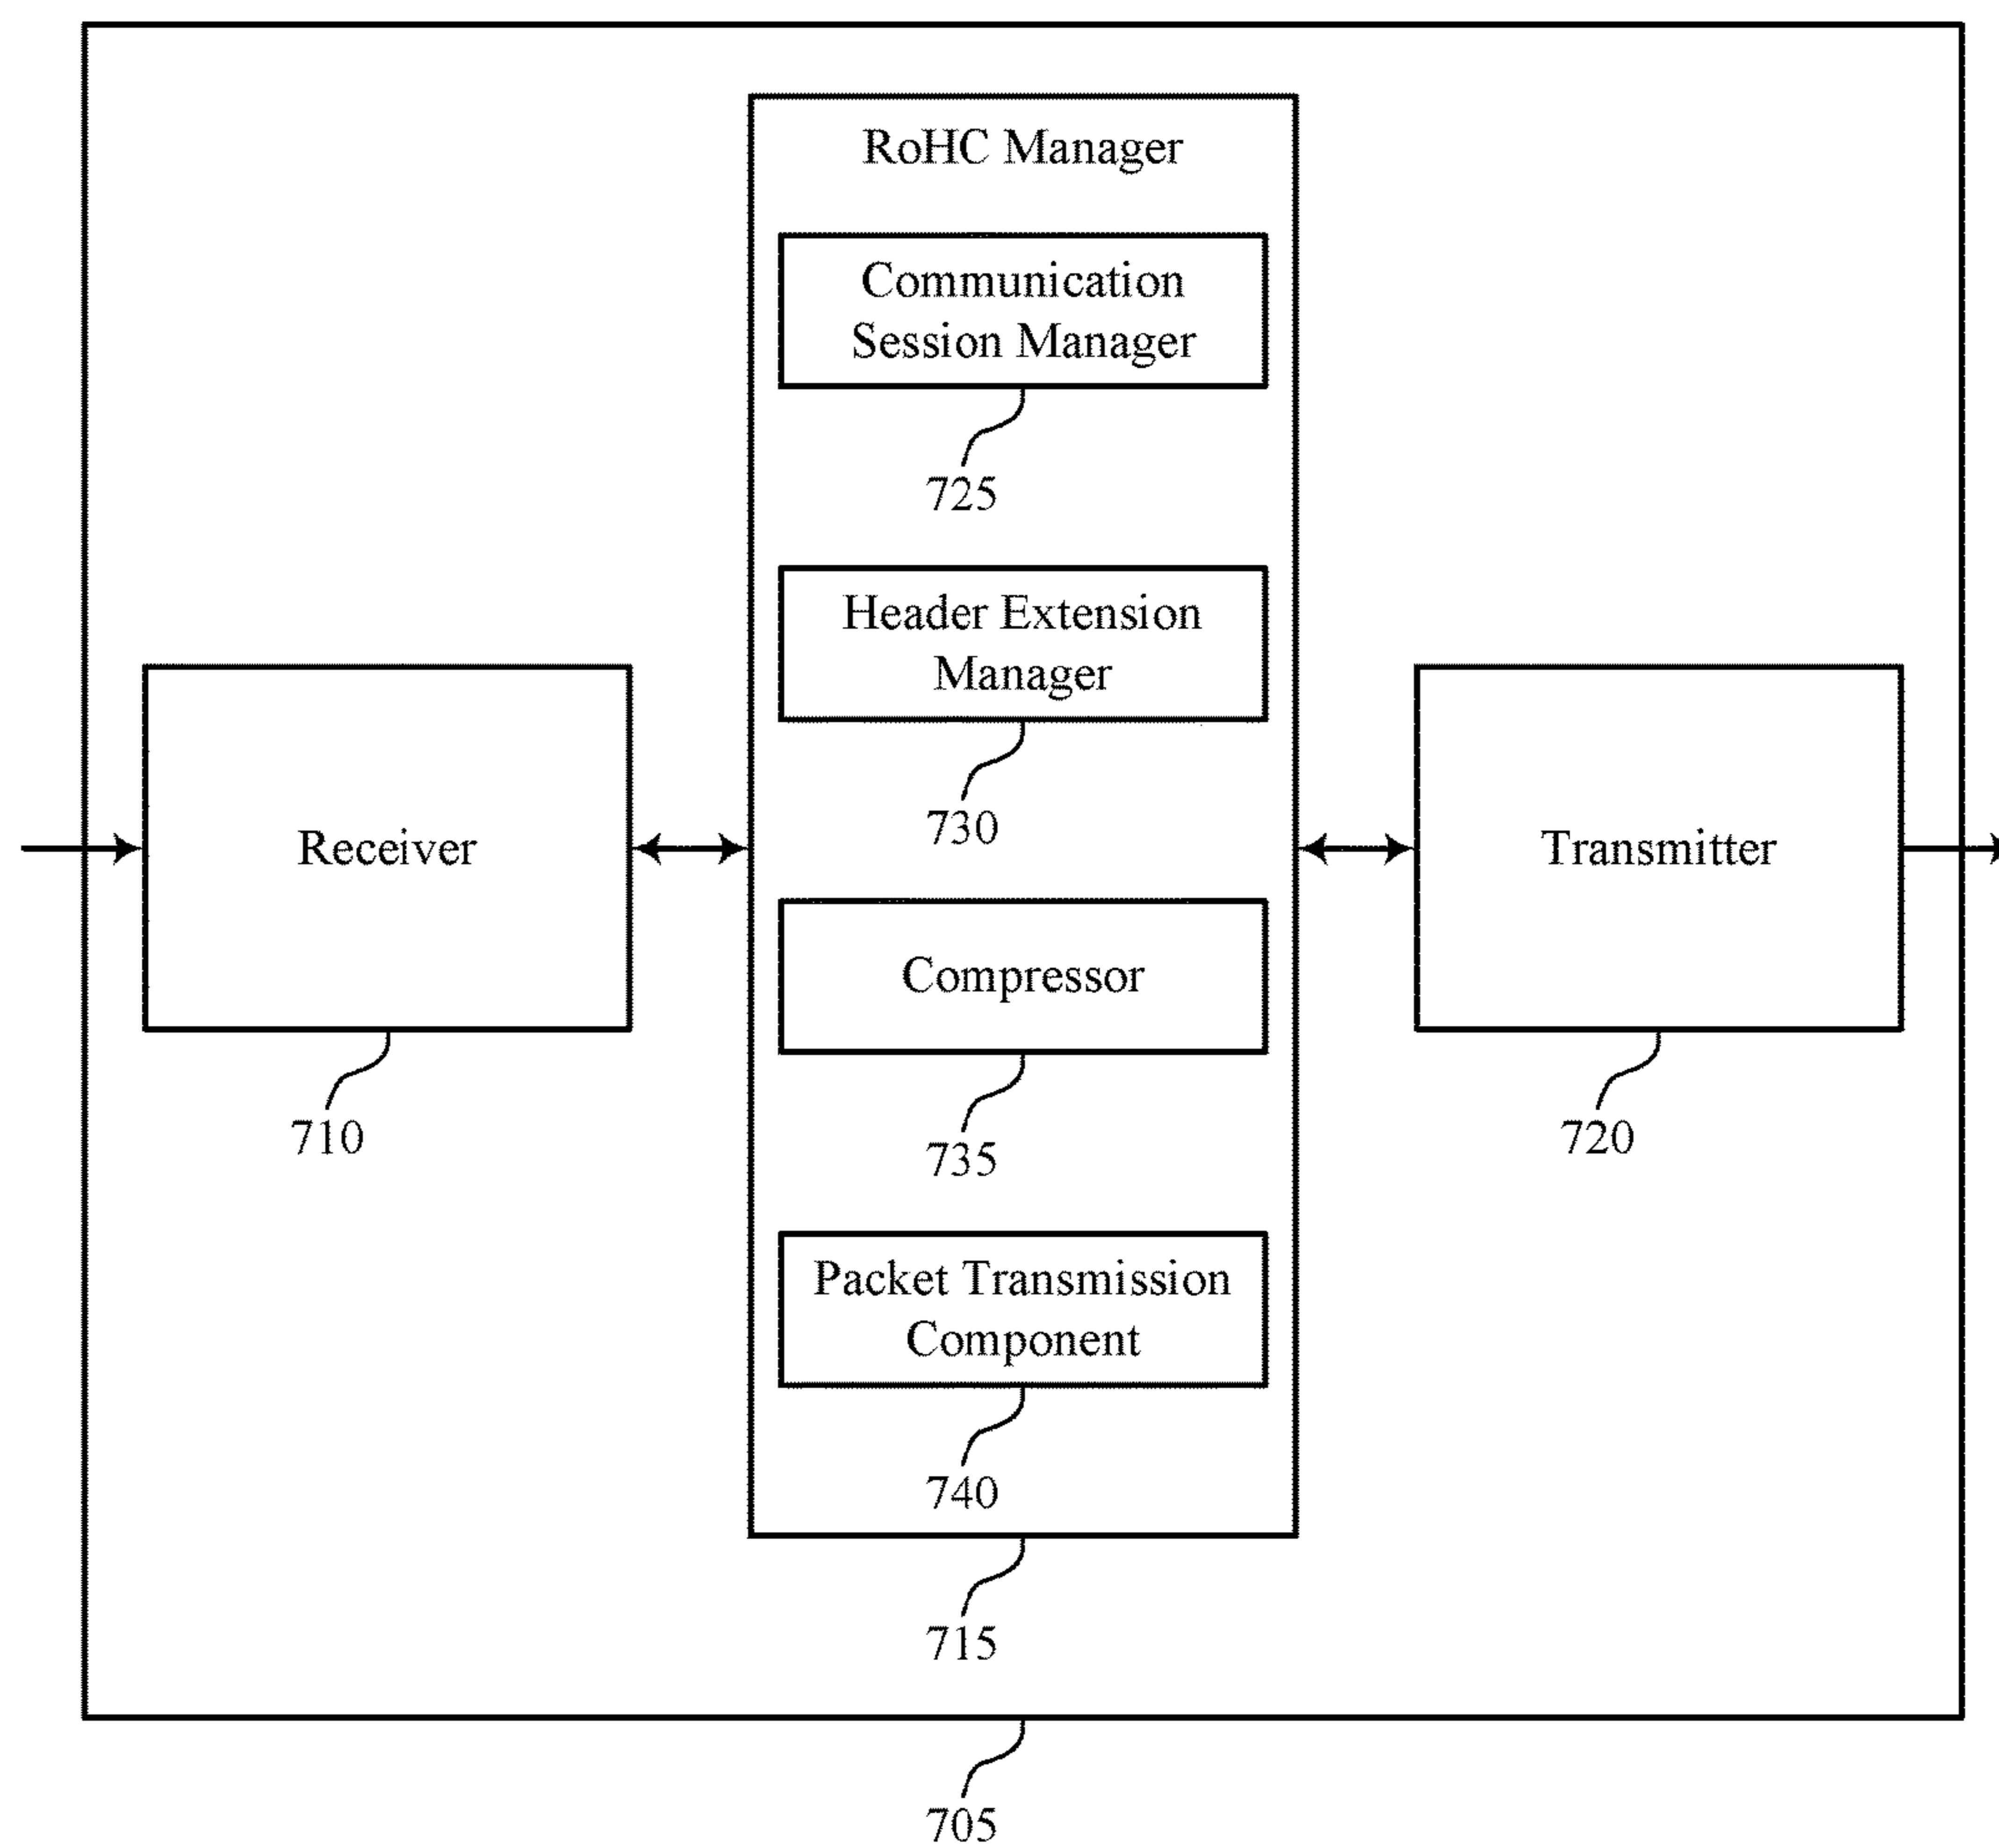 RoHC Manager
Communication
Session Manager
725
Header Extension
Manager
730
Receiver
710
Transmitter
720
Compressor
735
Packet Transmission
Component
740
715
705